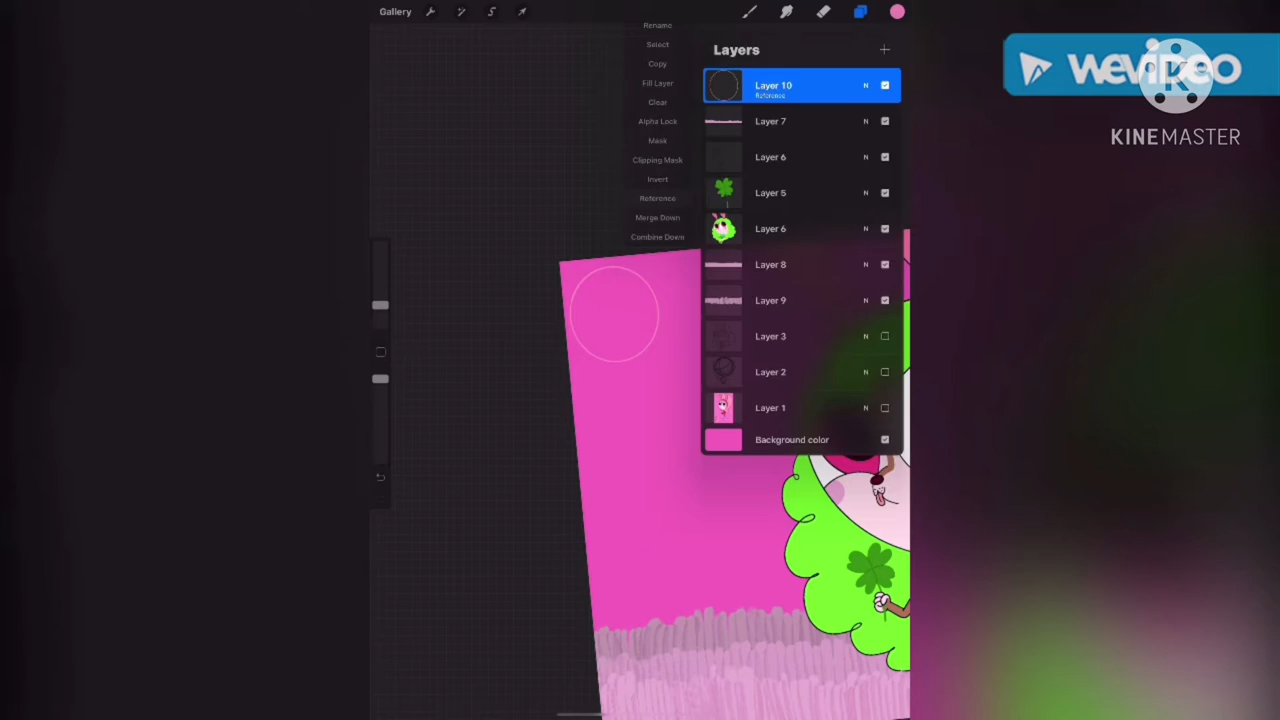 Gallery
Rename
Select
Copy
Fill Layer
Clear
Alpha Lock
Mask
Clipping Mask
Invert
Reference
Merge Down
Combine Down
Layers
Layer 10 N
Reference
Layer 7 N
Layer 6 N
Layer 5 N
Layer 6 N
Layer 8 N
Layer 9 N
Layer 3 N
Layer 2 N
Layer 1 N
Background color
wevideo
K
KINEMASTER